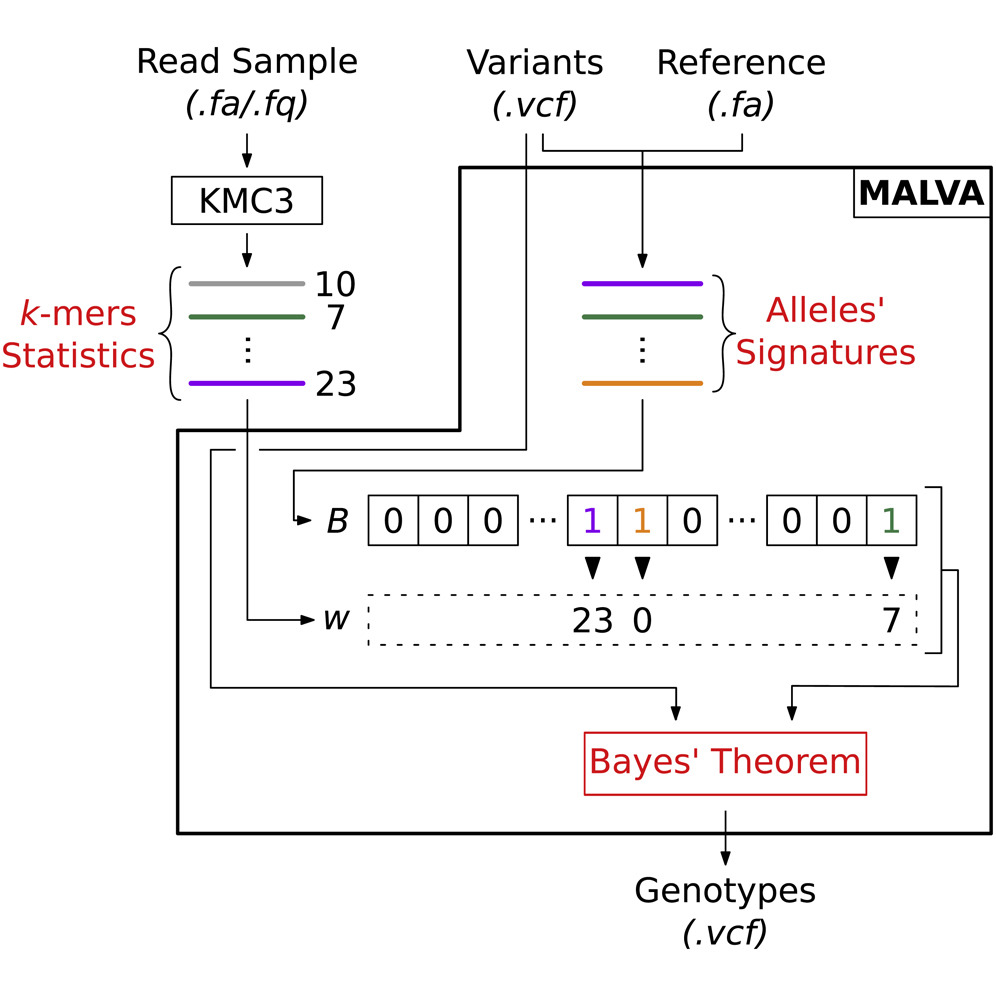 Read Sample
(.fa/.fq)
Variants
(.vcf)
Reference
(.fa)
KMC3
MALVA
k-mers
Statistics
10
7
⋮
23
⋮
Alleles'
Signatures
B 0 0 0 ... 1 1 0 ... 0 0 1
w 23 0 7
Bayes' Theorem
Genotypes
(.vcf)